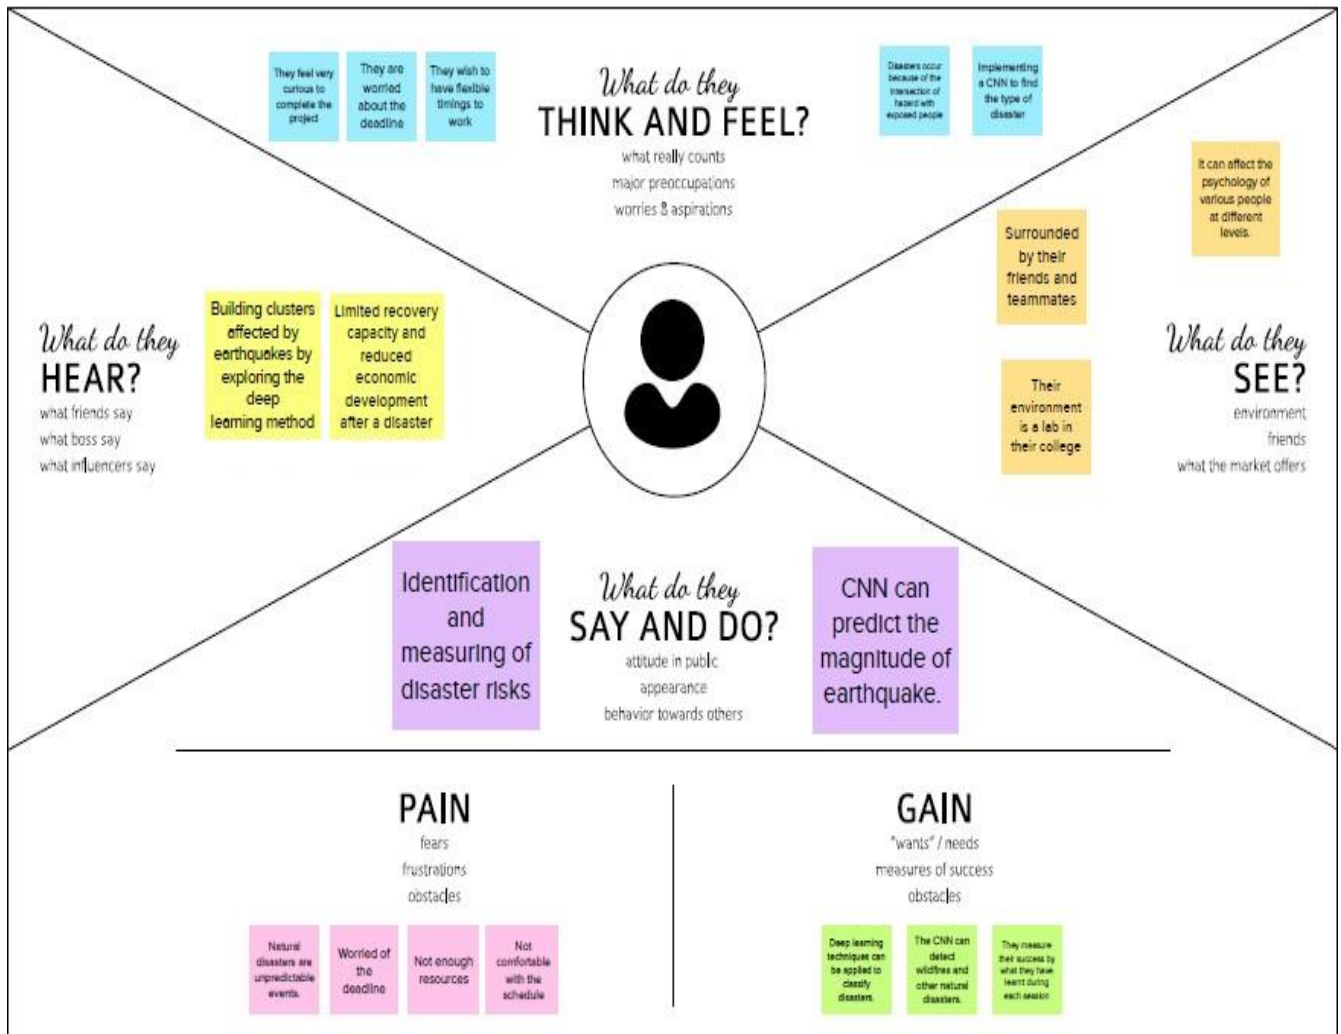 They feel very
curious to
complete the
project
They are
worried
about the
deadline
They wish to
have flexible
timings to
work
What do they
THINK AND FEEL?
what really counts
major preoccupations
worries & aspirations
Disasters occur
because of the
intersection of
hazard with
exposed people
Implementing
a CNN to find
the type of
disaster
What do they
HEAR?
what friends say
what boss say
what influencers say
Building clusters
affected by
earthquakes by
exploring the
deep
learning method
Limited recovery
capacity and
reduced
economic
development
after a disaster
It can affect the
psychology of
various people
at different
levels.
Surrounded
by their
friends and
teammates
Their
environment
is a lab in
their college
What do they
SEE?
environment
friends
what the market offers
Identification
and
measuring of
disaster risks
What do they
SAY AND DO?
attitude in public
appearance
behavior towards others
CNN can
predict the
magnitude of
earthquake.
PAIN
fears
frustrations
obstacles
Natural
disasters are
unpredictable
events.
Worried of
the
deadline
Not enough
resources
Not
comfortable
with the
schedule
GAIN
"wants" / needs
measures of success
obstacles
Deep learning
techniques can
be applied to
classify
disasters.
The CNN can
detect
wildfires and
other natural
disasters.
They measure
their success by
what they have
learnt during
each session